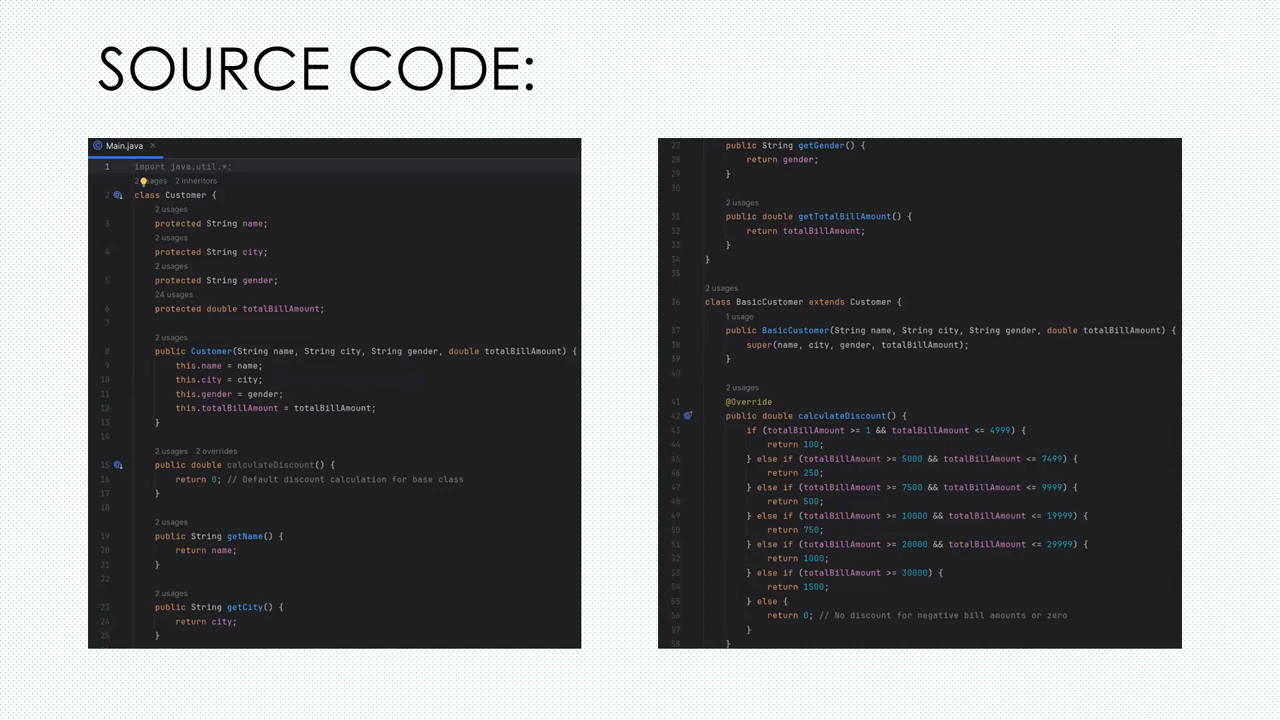 SOURCE CODE:
Main.java ×
1 import java.util.*;
2 usages 2 inheritors
2 class Customer {
2 usages
3 protected String name;
2 usages
4 protected String city;
2 usages
5 protected String gender;
24 usages
6 protected double totalBillAmount;
7
2 usages
8 public Customer(String name, String city, String gender, double totalBillAmount) {
9 this.name = name;
10 this.city = city;
11 this.gender = gender;
12 this.totalBillAmount = totalBillAmount;
13 }
14
2 usages 2 overrides
15 public double calculateDiscount() {
16 return 0; // Default discount calculation for base class
17 }
18
2 usages
19 public String getName() {
20 return name;
21 }
22
2 usages
23 public String getCity() {
24 return city;
25 }
27 public String getGender() {
28 return gender;
29 }
30
2 usages
31 public double getTotalBillAmount() {
32 return totalBillAmount;
33 }
34 }
35
2 usages
36 class BasicCustomer extends Customer {
1 usage
37 public BasicCustomer(String name, String city, String gender, double totalBillAmount) {
38 super(name, city, gender, totalBillAmount);
39 }
40
2 usages
41 @Override
42 public double calculateDiscount() {
43 if (totalBillAmount >= 1 && totalBillAmount <= 4999) {
44 return 100;
45 } else if (totalBillAmount >= 5000 && totalBillAmount <= 7499) {
46 return 250;
47 } else if (totalBillAmount >= 7500 && totalBillAmount <= 9999) {
48 return 500;
49 } else if (totalBillAmount >= 10000 && totalBillAmount <= 19999) {
50 return 750;
51 } else if (totalBillAmount >= 20000 && totalBillAmount <= 29999) {
52 return 1000;
53 } else if (totalBillAmount >= 30000) {
54 return 1500;
55 } else {
56 return 0; // No discount for negative bill amounts or zero
57 }
58 }